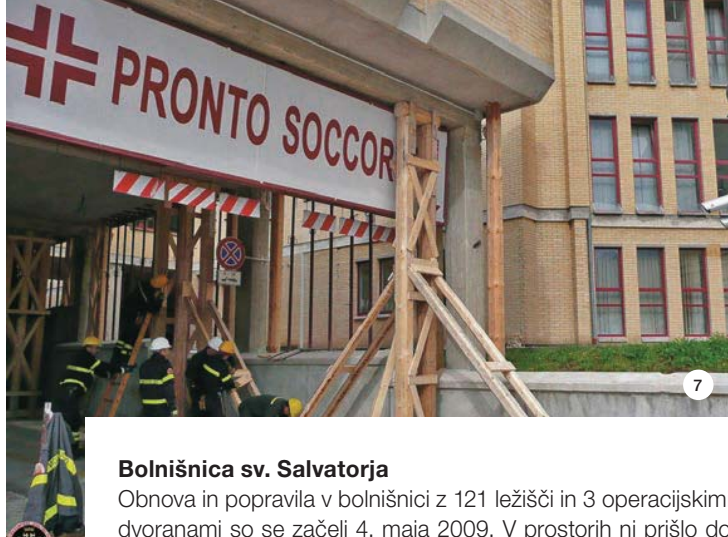 PRONTO SOCCOR
7
Bolnišnica sv. Salvatorja
Obnova in popravila v bolnišnici z 121 ležišči in 3 operacijskim
dvoranami so se začeli 4. maja 2009. V prostorih ni prišlo do